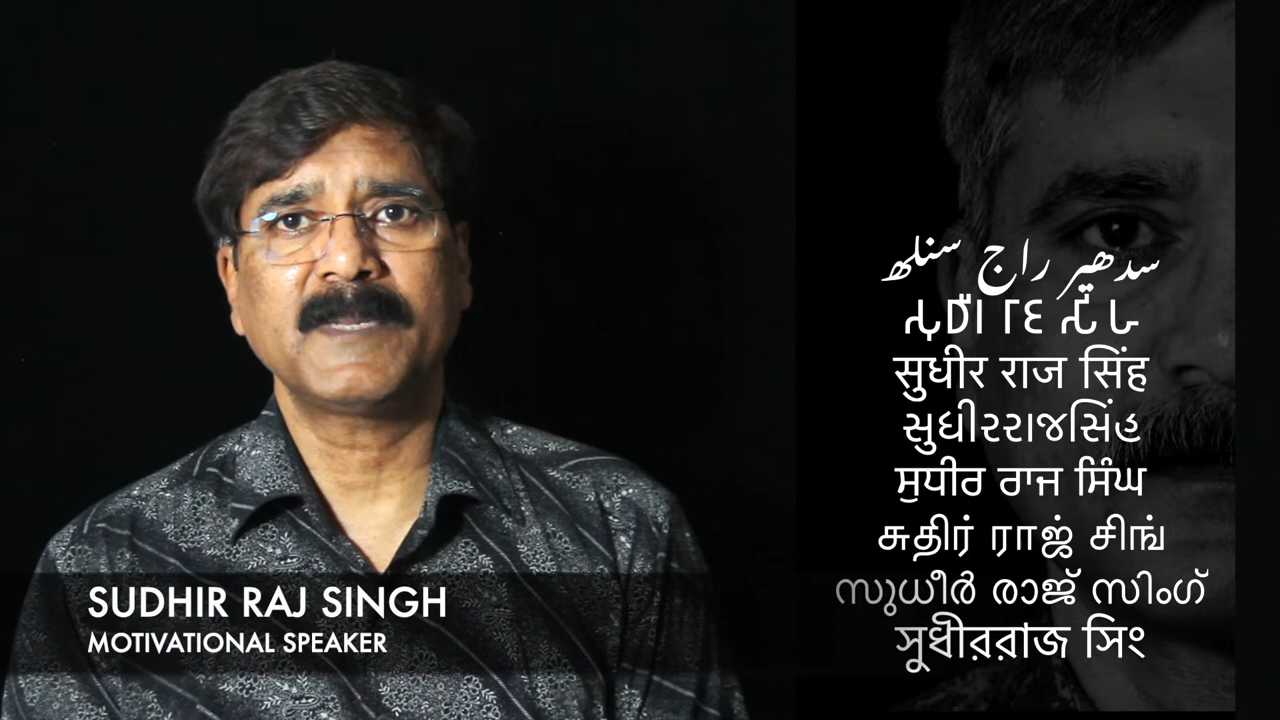 SUDHIR RAJ SINGH
MOTIVATIONAL SPEAKER
سدھیر راج سنلھ
सुधीर राज सिंह
સુધીરરાજસિંહ
ਸੁਧੀਰ ਰਾਜ ਸਿੰਘ
சுதிர் ராஜ் சிங்
സുധീർ രാജ് സിംഗ്
সুধীররাজ সিং